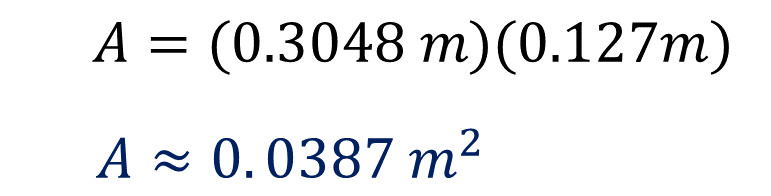 A = (0.3048 m)(0.127m)
A ≈ 0.0387 m²